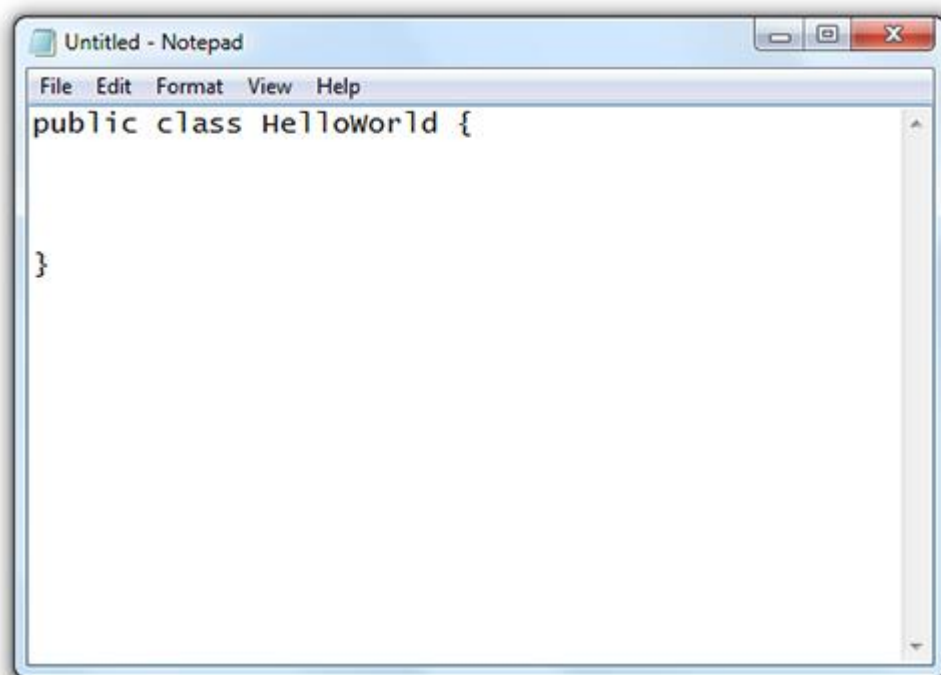 Untitled - Notepad
File Edit Format View Help
public class HelloWorld {
}